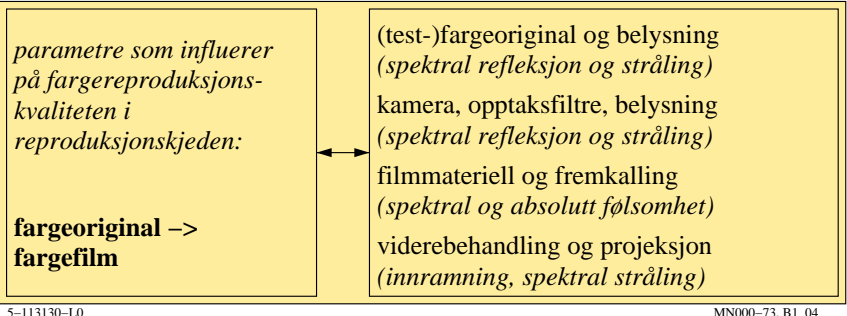 parametre som influerer
på fargereproduksjons-
kvaliteten i
reproduksjonskjeden:
fargeoriginal −>
fargefilm
(test-)fargeoriginal og belysning
(spektral refleksjon og stråling)
kamera, opptaksfiltre, belysning
(spektral refleksjon og stråling)
filmmateriell og fremkalling
(spektral og absolutt følsomhet)
viderebehandling og projeksjon
(innramning, spektral stråling)
5−113130−L0
MN000−73, B1_04